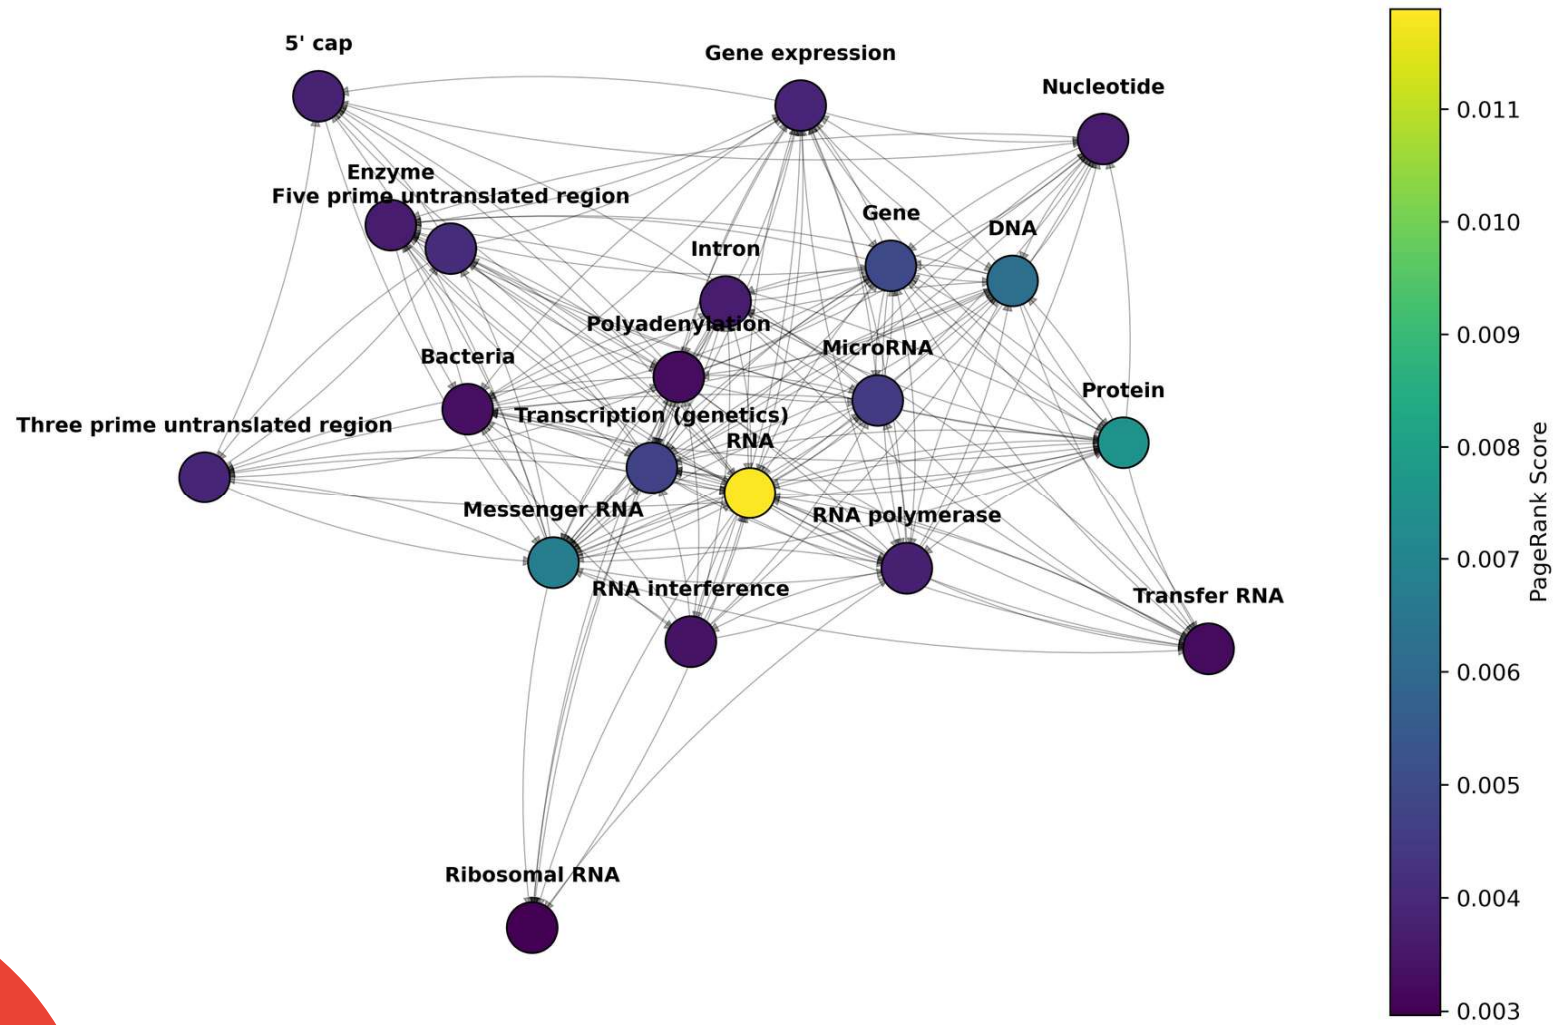 5' cap
Gene expression
Nucleotide
Enzyme
Five prime untranslated region
Gene
DNA
Intron
Polyadenylation
MicroRNA
Bacteria
Protein
Transcription (genetics)
Three prime untranslated region
RNA
Messenger RNA
RNA polymerase
RNA interference
Transfer RNA
Ribosomal RNA
0.011
0.010
0.009
0.008
0.007
0.006
0.005
0.004
0.003
PageRank Score